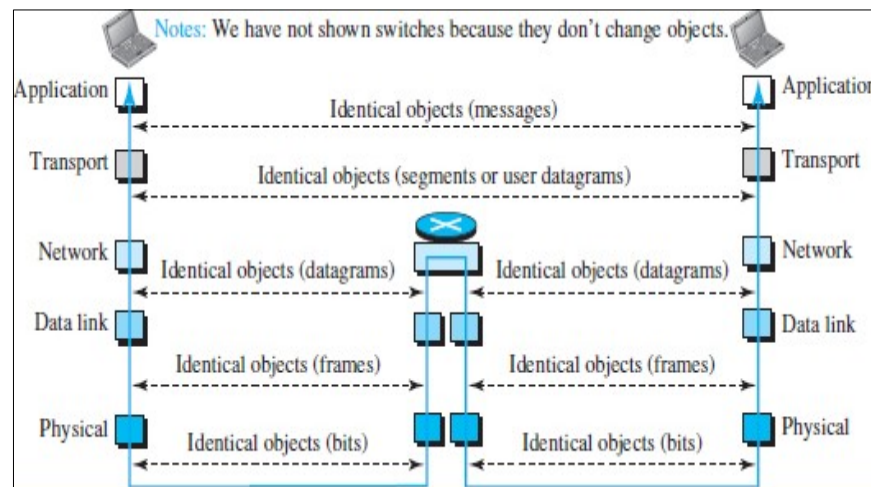 Notes: We have not shown switches because they don't change objects.
Application
Application
Identical objects (messages)
Transport
Transport
Identical objects (segments or user datagrams)
Network
Network
Identical objects (datagrams)
Identical objects (datagrams)
Data link
Data link
Identical objects (frames)
Identical objects (frames)
Physical
Physical
Identical objects (bits)
Identical objects (bits)